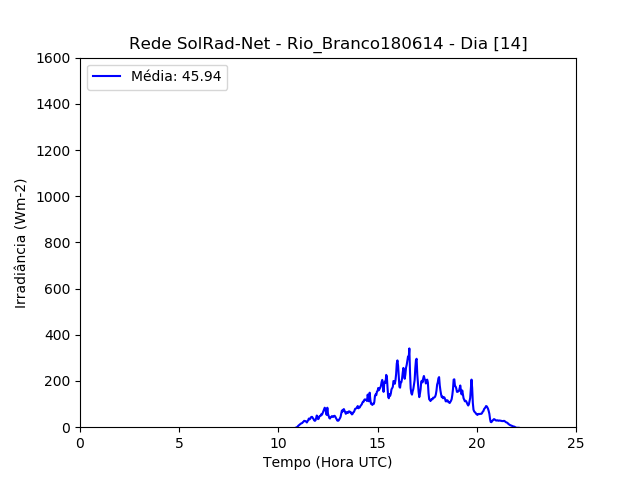 Rede SolRad-Net - Rio_Branco180614 - Dia [14]
Média: 45.94
1600
1400
1200
1000
800
600
400
200
0
Irradiância (Wm-2)
0 5 10 15 20 25
Tempo (Hora UTC)